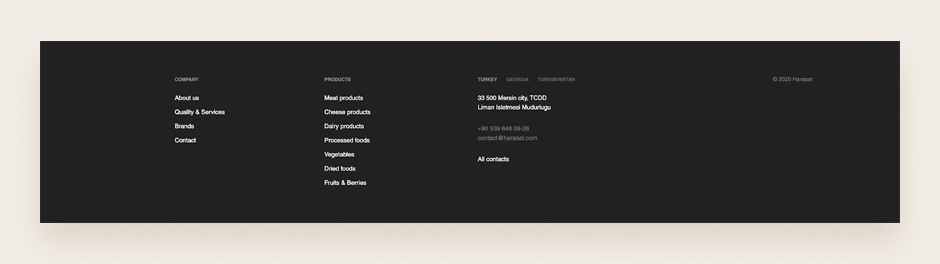 COMPANY
About us
Quality & Services
Brands
Contact
PRODUCTS
Meat products
Cheese products
Dairy products
Processed foods
Vegetables
Dried foods
Fruits & Berries
TURKEY GEORGIA TURKMENISTAN
33 500 Mersin city, TCDD
Liman Isletmesi Mudurlugu
+90 538 848 09-26
contact@harasat.com
All contacts
© 2020 Harasat